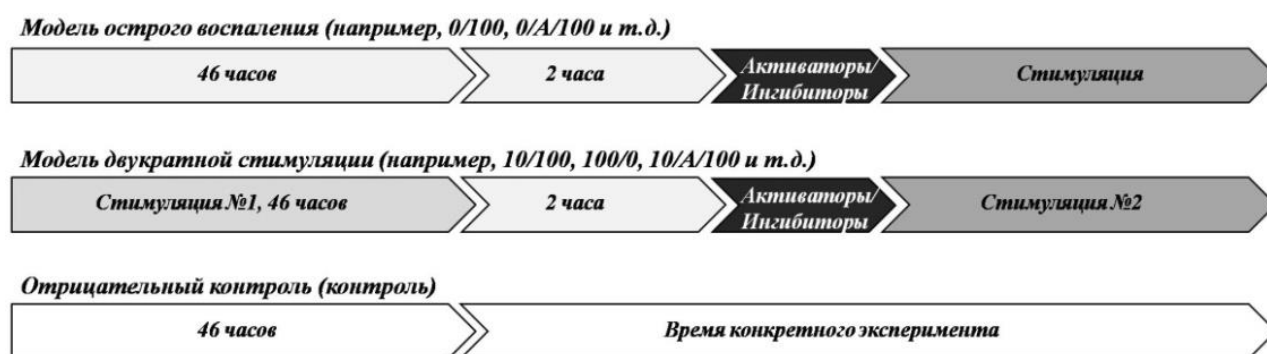 Модель острого воспаления (например, 0/100, 0/А/100 и т.д.)
46 часов
2 часа
Активаторы/
Ингибиторы
Стимуляция
Модель двукратной стимуляции (например, 10/100, 100/0, 10/А/100 и т.д.)
Стимуляция №1, 46 часов
2 часа
Активаторы/
Ингибиторы
Стимуляция №2
Отрицательный контроль (контроль)
46 часов
Время конкретного эксперимента